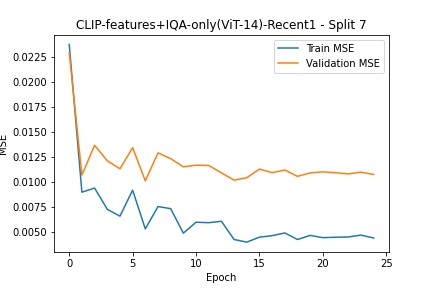 CLIP-features+IQA-only(ViT-14)-Recent1 - Split 7
Train MSE
Validation MSE
0.0225
0.0200
0.0175
0.0150
0.0125
0.0100
0.0075
0.0050
MSE
0 5 10 15 20 25
Epoch